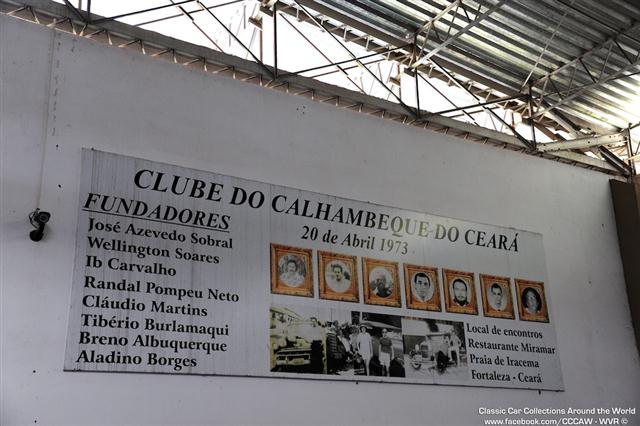 CLUBE DO CALHAMBEQUE-DO CEARÁ
20 de Abril 1973
FUNDADORES
José Azevedo Sobral
Wellington Soares
Ib Carvalho
Randal Pompeu Neto
Cláudio Martins
Tibério Burlamaqui
Breno Albuquerque
Aladino Borges
Local de encontros
Restaurante Miramar
Praia de Iracema
Fortaleza - Ceará
Classic Car Collections Around the World
www.facebook.com/CCCAW - WVR ©